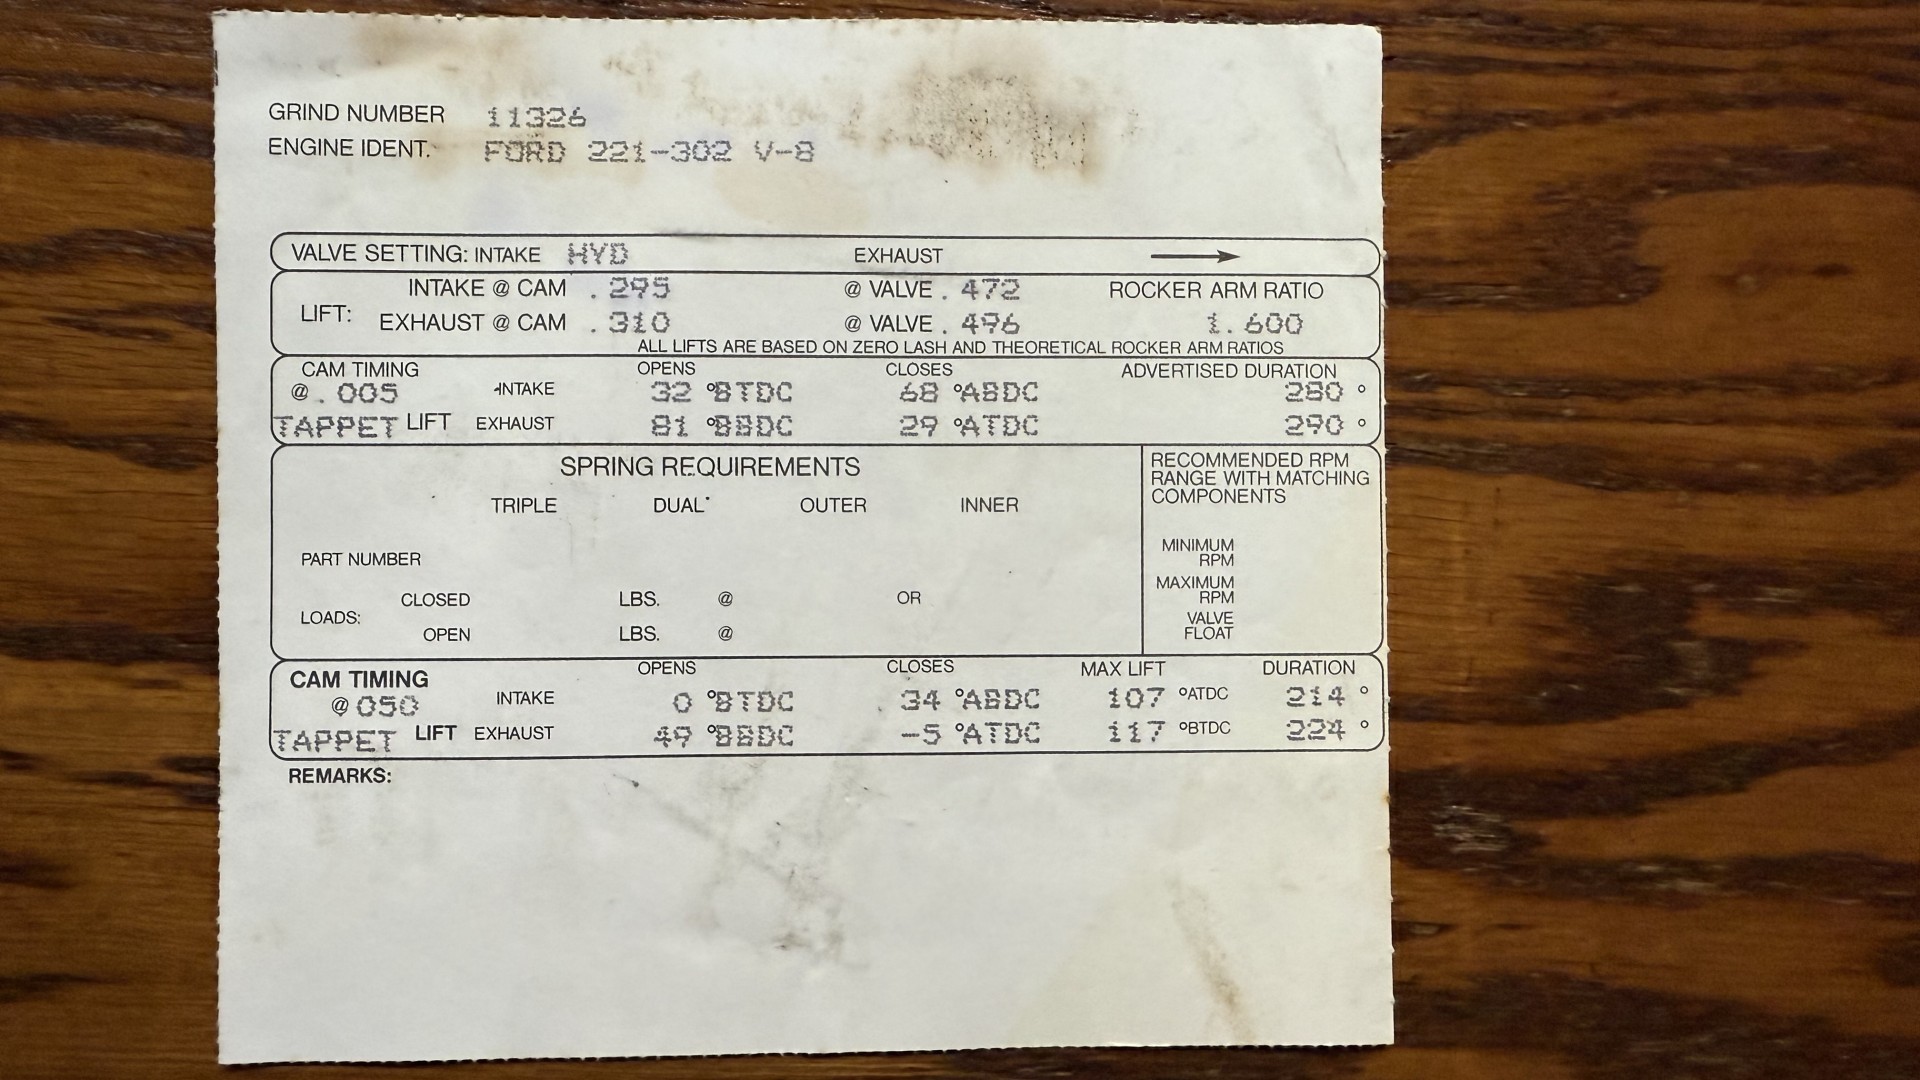 GRIND NUMBER 11326
ENGINE IDENT. FORD 221-302 V-8
VALVE SETTING: INTAKE HYD EXHAUST
INTAKE @ CAM .295 @ VALVE .472 ROCKER ARM RATIO
LIFT: EXHAUST @ CAM .310 @ VALVE .496 1.600
ALL LIFTS ARE BASED ON ZERO LASH AND THEORETICAL ROCKER ARM RATIOS
CAM TIMING OPENS CLOSES ADVERTISED DURATION
@ .005 INTAKE 32 °BTDC 68 °ABDC 280 °
TAPPET LIFT EXHAUST 81 °BBDC 29 °ATDC 290 °
SPRING REQUIREMENTS
TRIPLE DUAL OUTER INNER
PART NUMBER
CLOSED LBS. @ OR
LOADS:
OPEN LBS. @
RECOMMENDED RPM
RANGE WITH MATCHING
COMPONENTS
MINIMUM
RPM
MAXIMUM
RPM
VALVE
FLOAT
CAM TIMING OPENS CLOSES MAX LIFT DURATION
@ 050 INTAKE 0 °BTDC 34 °ABDC 107 °ATDC 214 °
TAPPET LIFT EXHAUST 49 °BBDC -5 °ATDC 117 °BTDC 224 °
REMARKS: